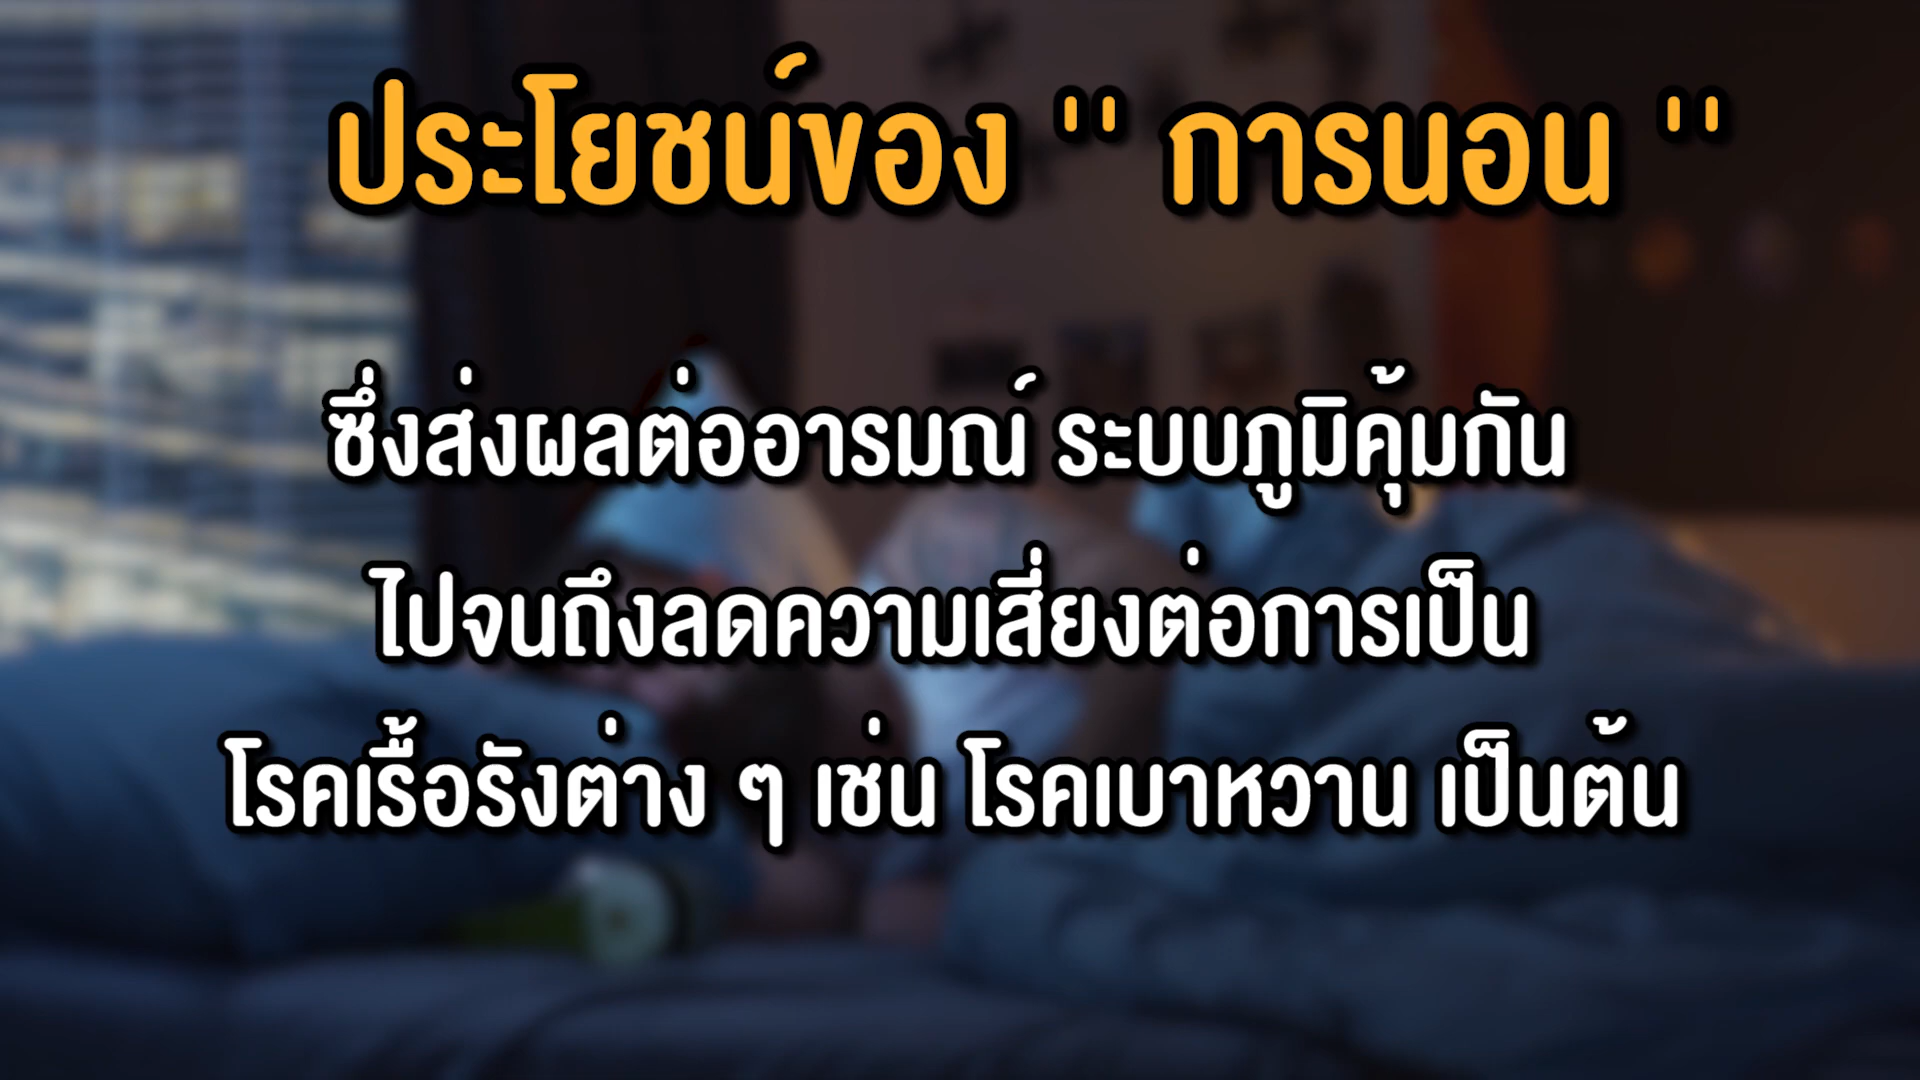 ประโยชน์ของ " การนอน "
ซึ่งส่งผลต่ออารมณ์ ระบบภูมิคุ้มกัน
ไปจนถึงลดความเสี่ยงต่อการเป็น
โรคเรื้อรังต่าง ๆ เช่น โรคเบาหวาน เป็นต้น